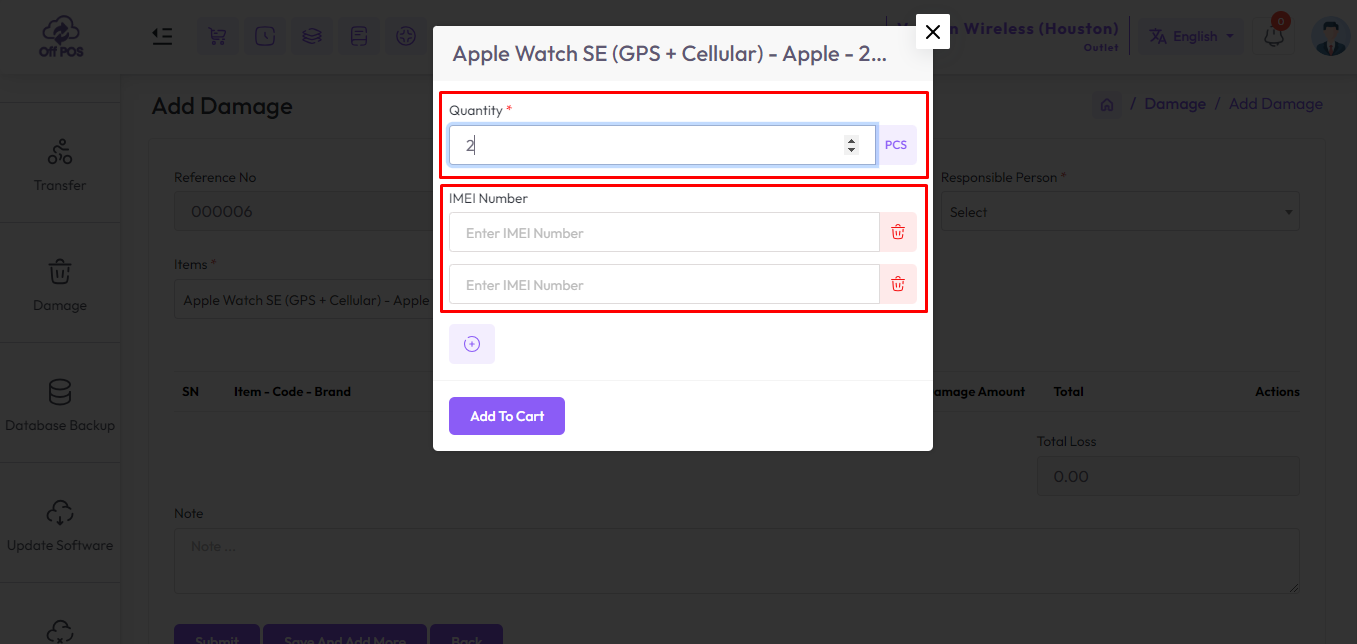 Off POS
n Wireless (Houston)
Outlet
English
0
Apple Watch SE (GPS + Cellular) - Apple - 2...
Quantity *
2
PCS
IMEI Number
Enter IMEI Number
Enter IMEI Number
Add To Cart
Transfer
Damage
Database Backup
Update Software
Add Damage
/ Damage / Add Damage
Reference No
000006
Responsible Person *
Select
Items *
Apple Watch SE (GPS + Cellular) - Apple
SN
Item - Code - Brand
amage Amount
Total
Actions
Total Loss
0.00
Note
Note ...
Submit
Save And Add More
Back